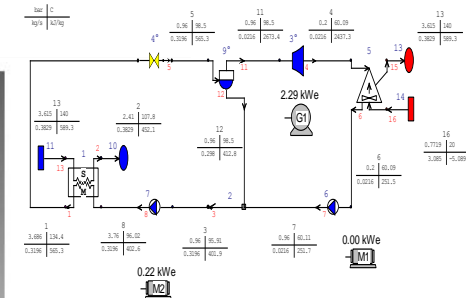 bar | C
kg/s | kJ/kg
5
0.96 | 98.5
0.3196 | 565.3
11
0.96 | 98.5
0.0216 | 2673.4
4
0.2 | 60.09
0.0216 | 2437.3
13
3.615 | 140
0.3829 | 589.3
4°
5
9°
11
12
3°
4
5
13
15
2.29 kWe
G1
14
16
6
13
3.615 | 140
0.3829 | 589.3
2
2.41 | 107.8
0.3829 | 452.1
12
0.96 | 98.5
0.298 | 412.8
16
0.7719 | 20
3.085 | -5.089
6
0.2 | 60.09
0.0216 | 251.5
11
13
1
2
10
S
M
1
7
8
2
3
6
7
1
3.686 | 134.4
0.3196 | 565.3
8
3.76 | 96.02
0.3196 | 402.6
3
0.96 | 95.91
0.3196 | 401.9
7
0.96 | 60.11
0.0216 | 251.7
0.00 kWe
M1
0.22 kWe
M2